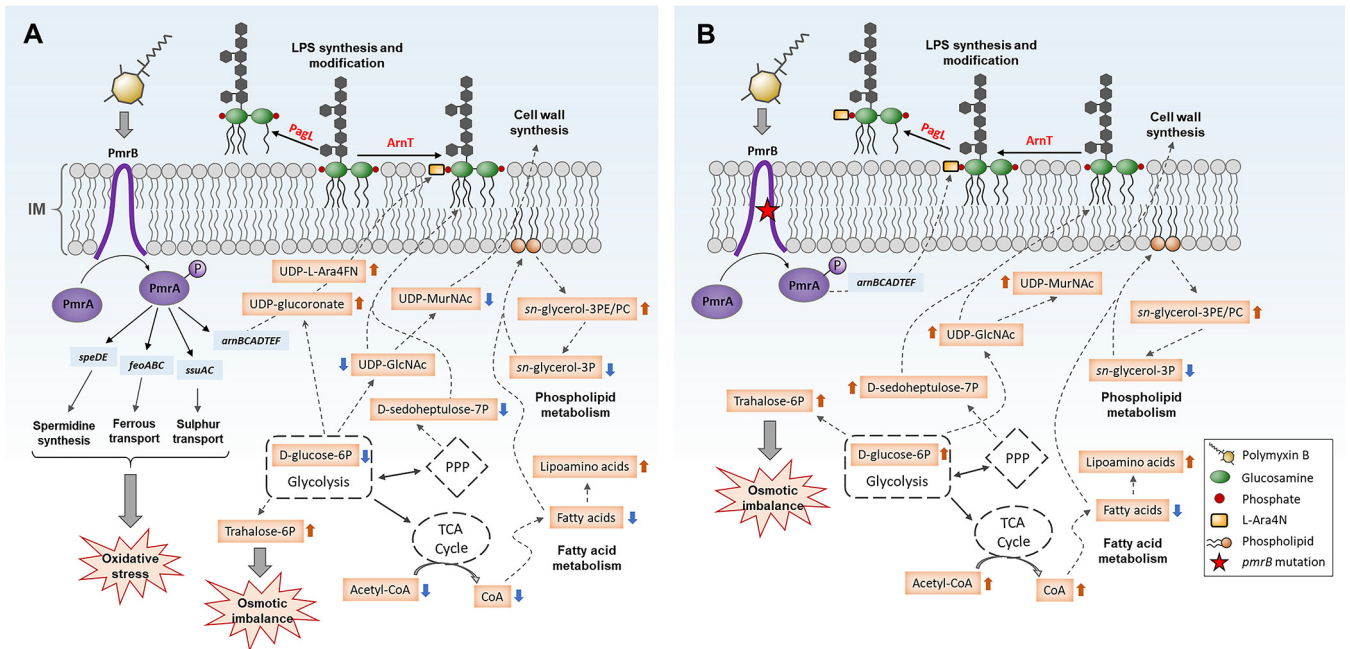 A
LPS synthesis and
modification
PagL
ArnT
Cell wall
synthesis
PmrB
IM
P
PmrA
PmrA
UDP-L-Ara4FN
UDP-glucoronate
UDP-MurNAc
sn-glycerol-3PE/PC
arnBCADTEF
speDE
feoABC
ssuAC
UDP-GlcNAc
sn-glycerol-3P
Phospholipid
metabolism
D-sedoheptulose-7P
Spermidine
synthesis
Ferrous
transport
Sulphur
transport
D-glucose-6P
Glycolysis
PPP
Lipoamino acids
Fatty acids
Fatty acid
metabolism
Trahalose-6P
TCA
Cycle
Acetyl-CoA
CoA
Oxidative
stress
Osmotic
imbalance
B
LPS synthesis and
modification
PagL
ArnT
Cell wall
synthesis
PmrB
P
PmrA
PmrA
arnBCADTEF
UDP-MurNAc
sn-glycerol-3PE/PC
UDP-GlcNAc
sn-glycerol-3P
Phospholipid
metabolism
D-sedoheptulose-7P
Trahalose-6P
D-glucose-6P
Glycolysis
PPP
Lipoamino acids
Fatty acids
Fatty acid
metabolism
Osmotic
imbalance
TCA
Cycle
Acetyl-CoA
CoA
Polymyxin B
Glucosamine
Phosphate
L-Ara4N
Phospholipid
pmrB mutation